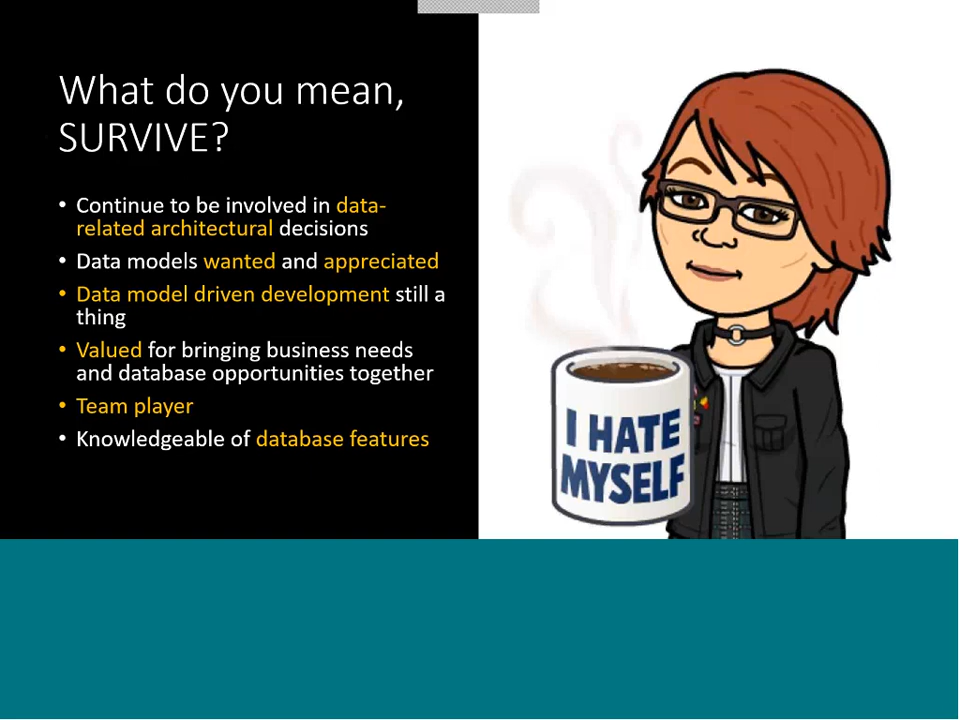 What do you mean,
SURVIVE?
• Continue to be involved in data-
related architectural decisions
• Data models wanted and appreciated
• Data model driven development still a
thing
• Valued for bringing business needs
and database opportunities together
• Team player
• Knowledgeable of database features
I HATE
MYSELF